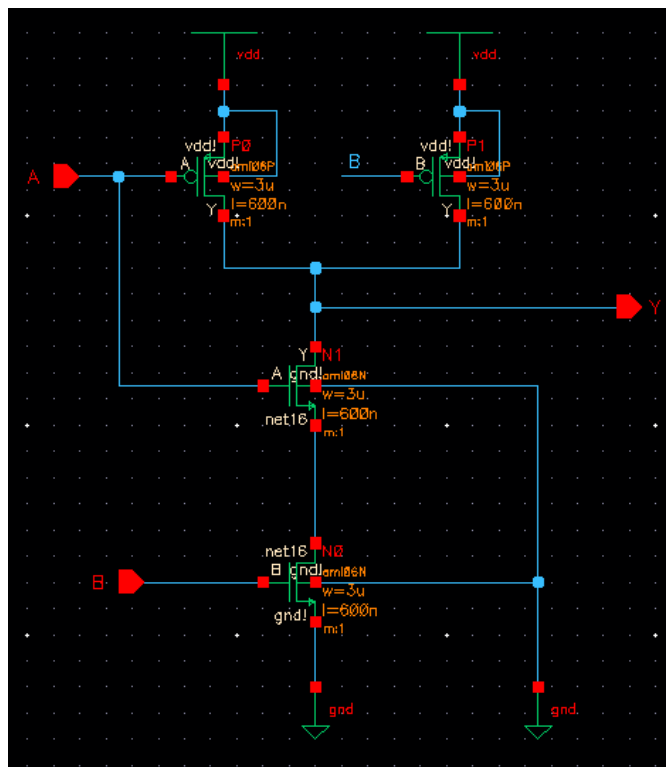 vdd
vdd
vdd!
P0
vdd!
P1
A
A
vdd!
ami06P
B
B
vdd!
ami06P
w=3u
w=3u
Y
l=600n
Y
l=600n
m:1
m:1
Y
Y
N1
A
gnd!
ami06N
w=3u
net16
l=600n
m:1
net16
N0
B
B
gnd!
ami06N
w=3u
gnd!
l=600n
m:1
gnd
gnd